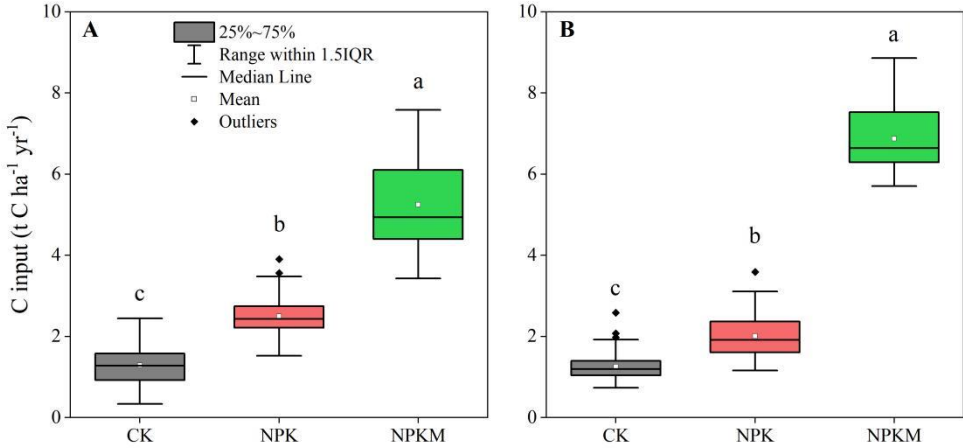 A
25%~75%
Range within 1.5IQR
Median Line
Mean
Outliers
C input (t C ha⁻¹ yr⁻¹)
10
8
6
4
2
0
a
b
c
CK
NPK
NPKM
B
10
8
6
4
2
0
a
b
c
CK
NPK
NPKM